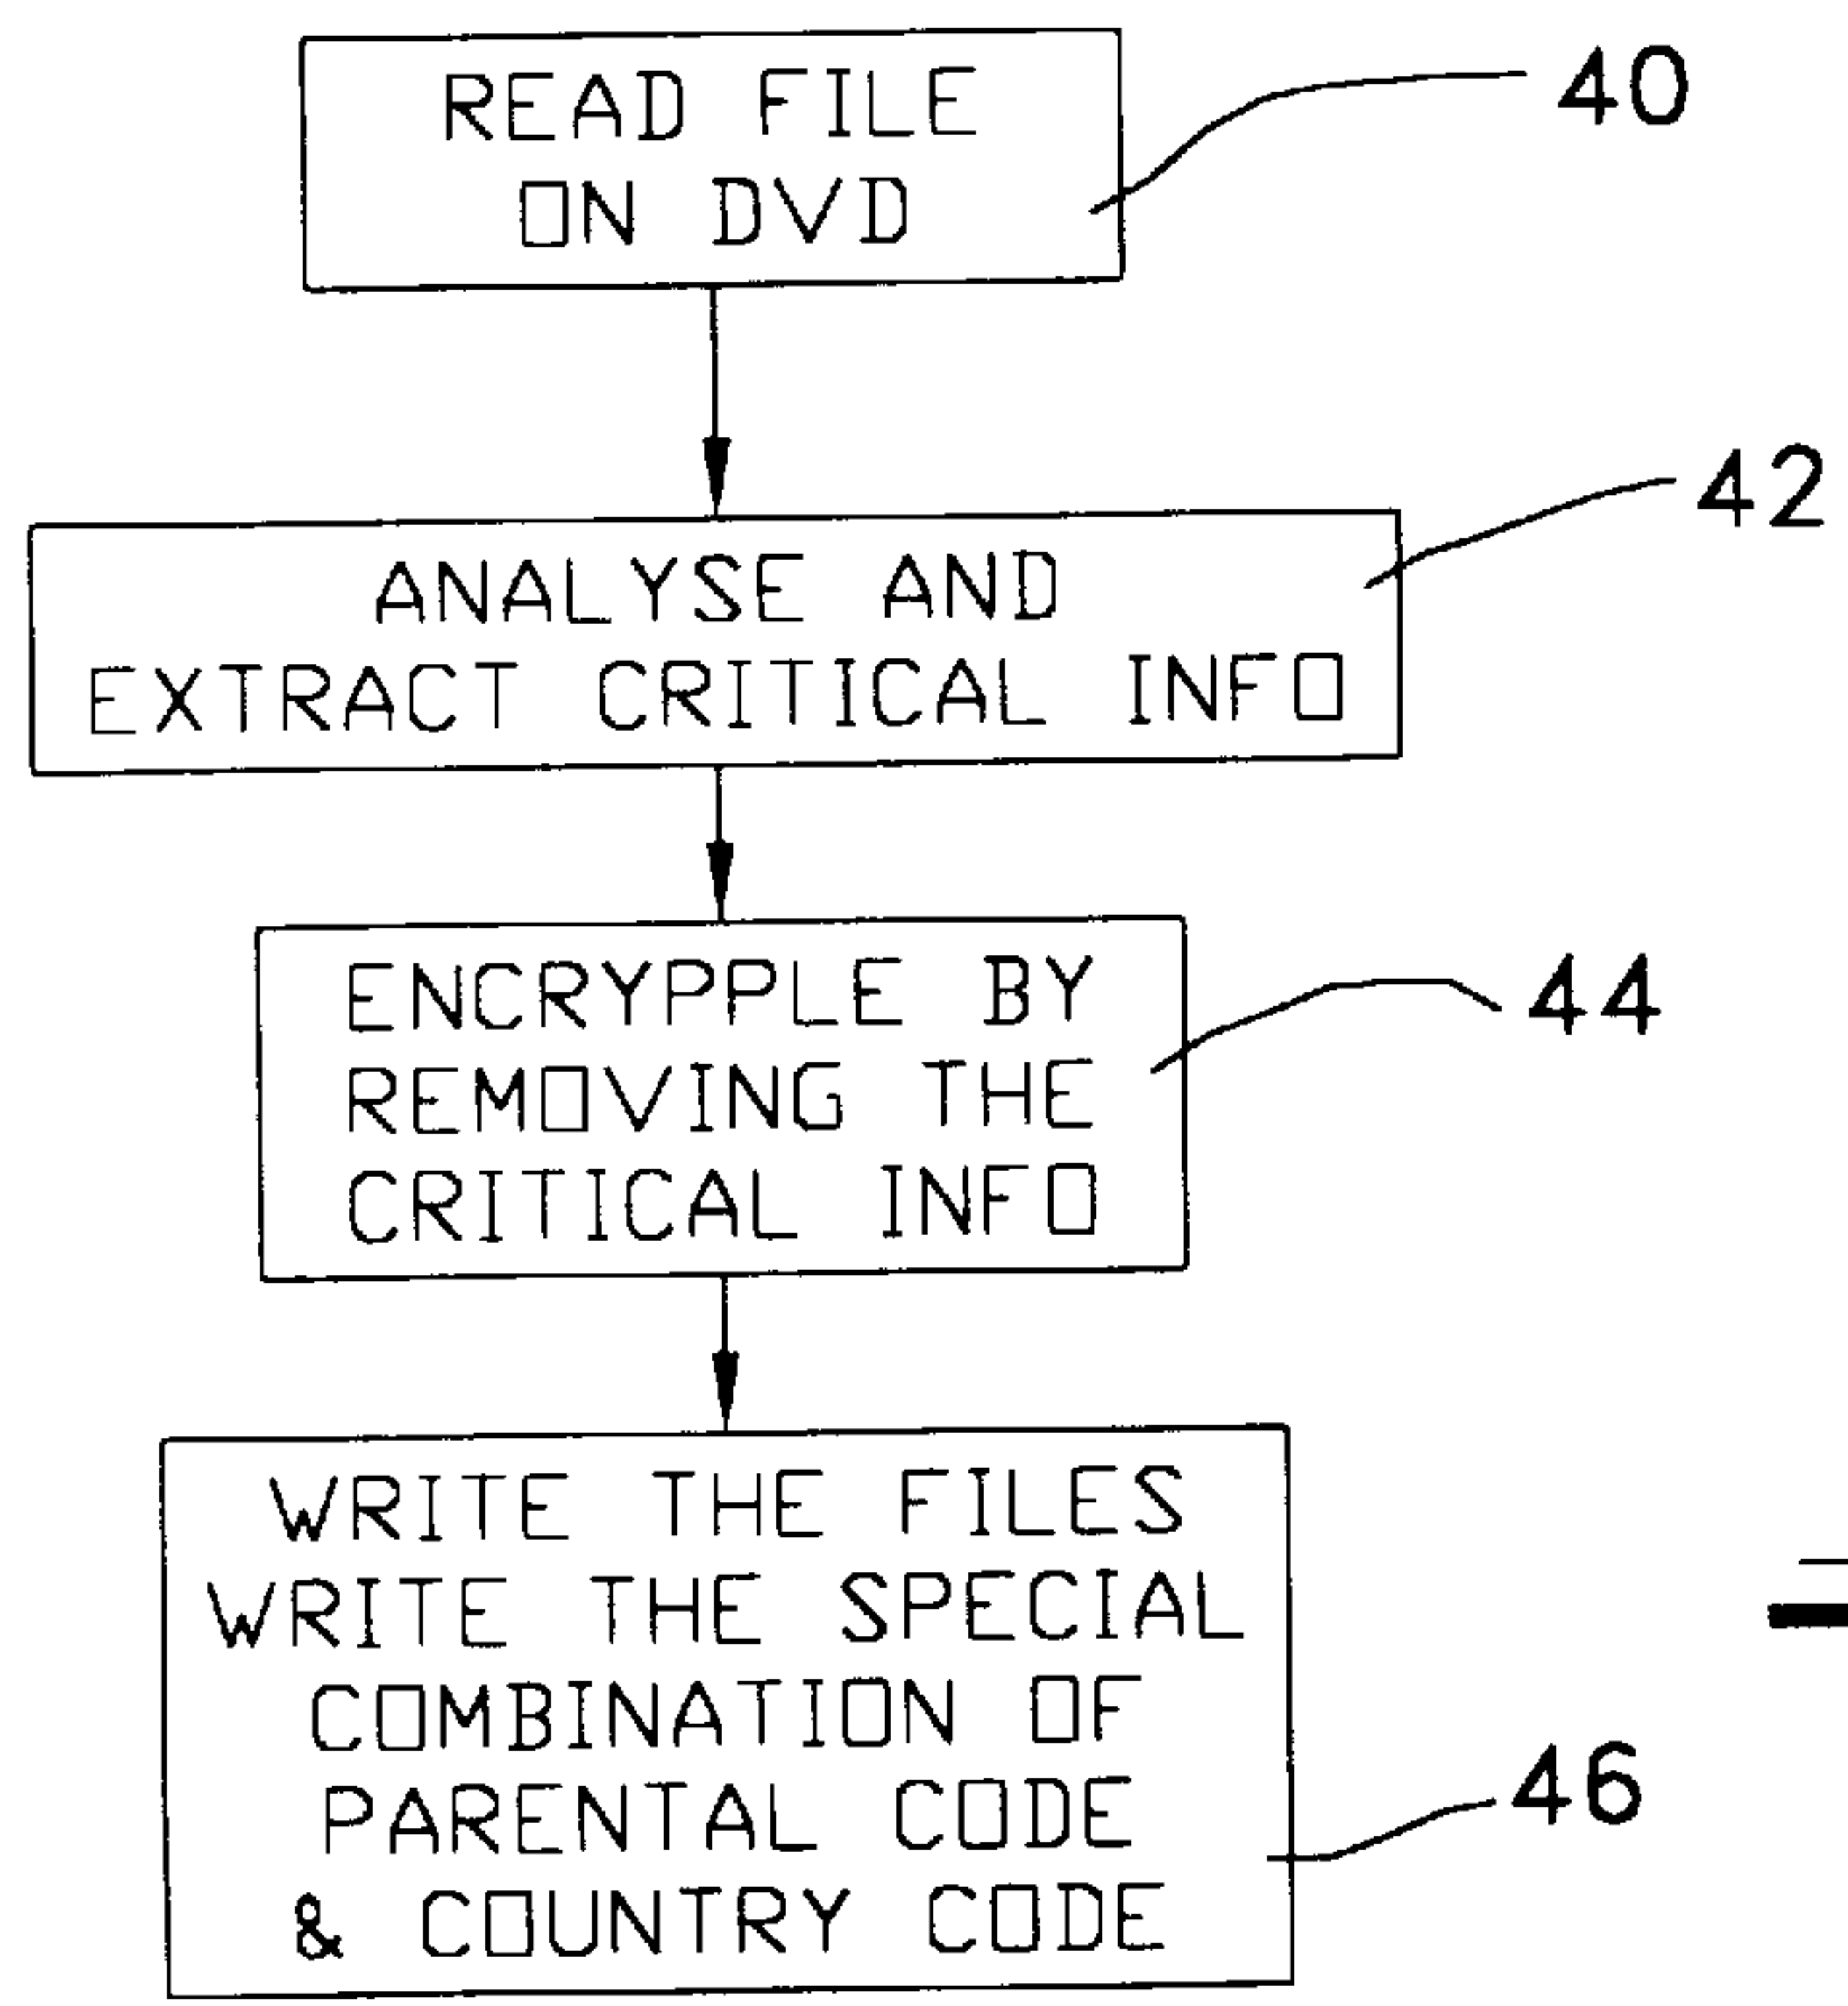 READ FILE
ON DVD
40
ANALYSE AND
EXTRACT CRITICAL INFO
42
ENCRYPPLE BY
REMOVING THE
CRITICAL INFO
44
WRITE THE FILES
WRITE THE SPECIAL
COMBINATION OF
PARENTAL CODE
& COUNTRY CODE
46